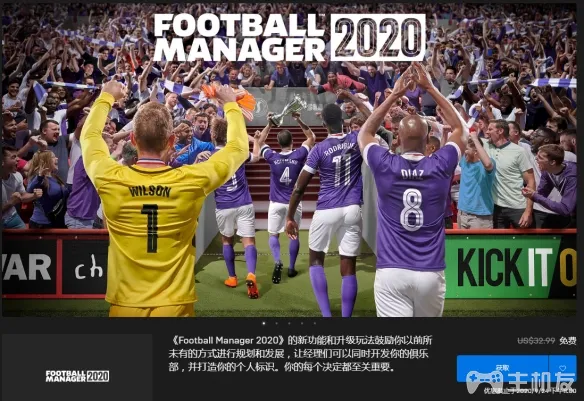 FOOTBALL
MANAGER 2020
WILSON
1
4
RODRIGUES
11
DIAZ
8
VAR
ch
KICK IT O
《Football Manager 2020》的新功能和升级玩法鼓励你以前所
未有的方式进行规划和发展，让经理们可以同时开发你的俱乐
部，并打造你的个人标识。你的每个决定都至关重要。
US$32.99 免费
获取
FOOTBALL
MANAGER 2020
主机友